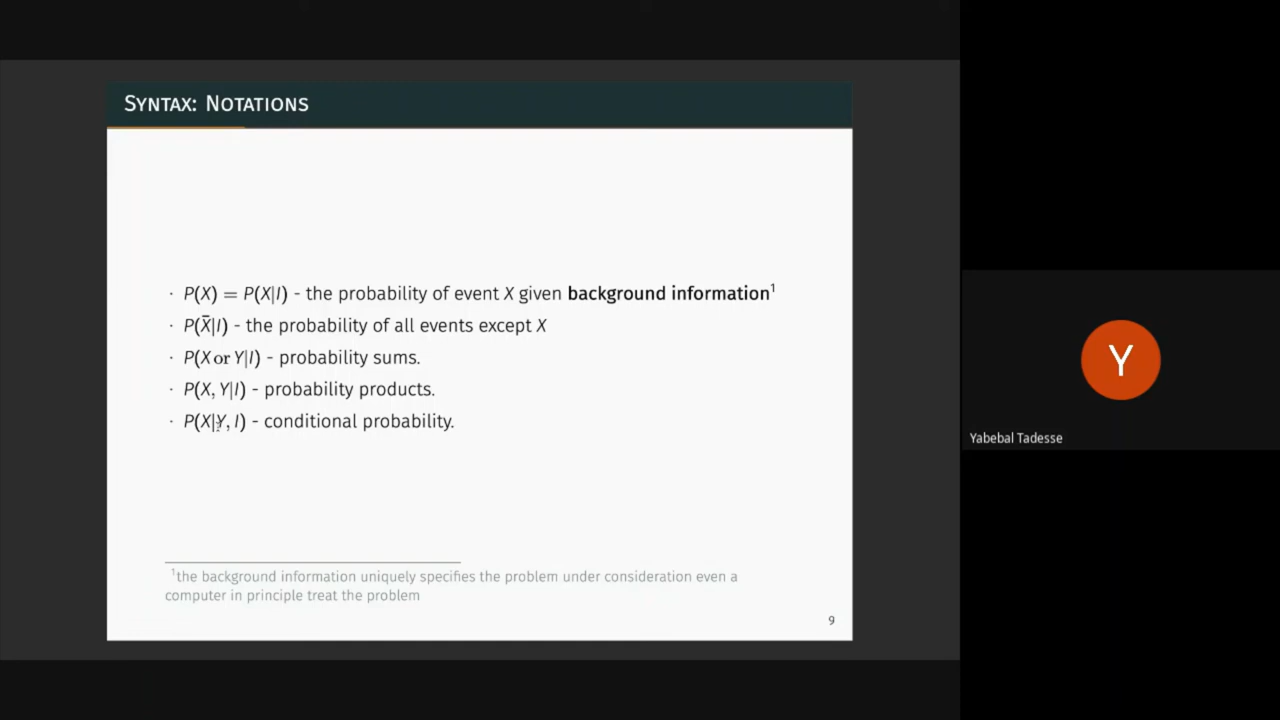 Syntax: Notations
· P(X) = P(X|I) - the probability of event X given background information¹
· P(X̄|I) - the probability of all events except X
· P(X or Y|I) - probability sums.
· P(X, Y|I) - probability products.
· P(X|Y, I) - conditional probability.
¹the background information uniquely specifies the problem under consideration even a
computer in principle treat the problem
9
Y
Yabebal Tadesse